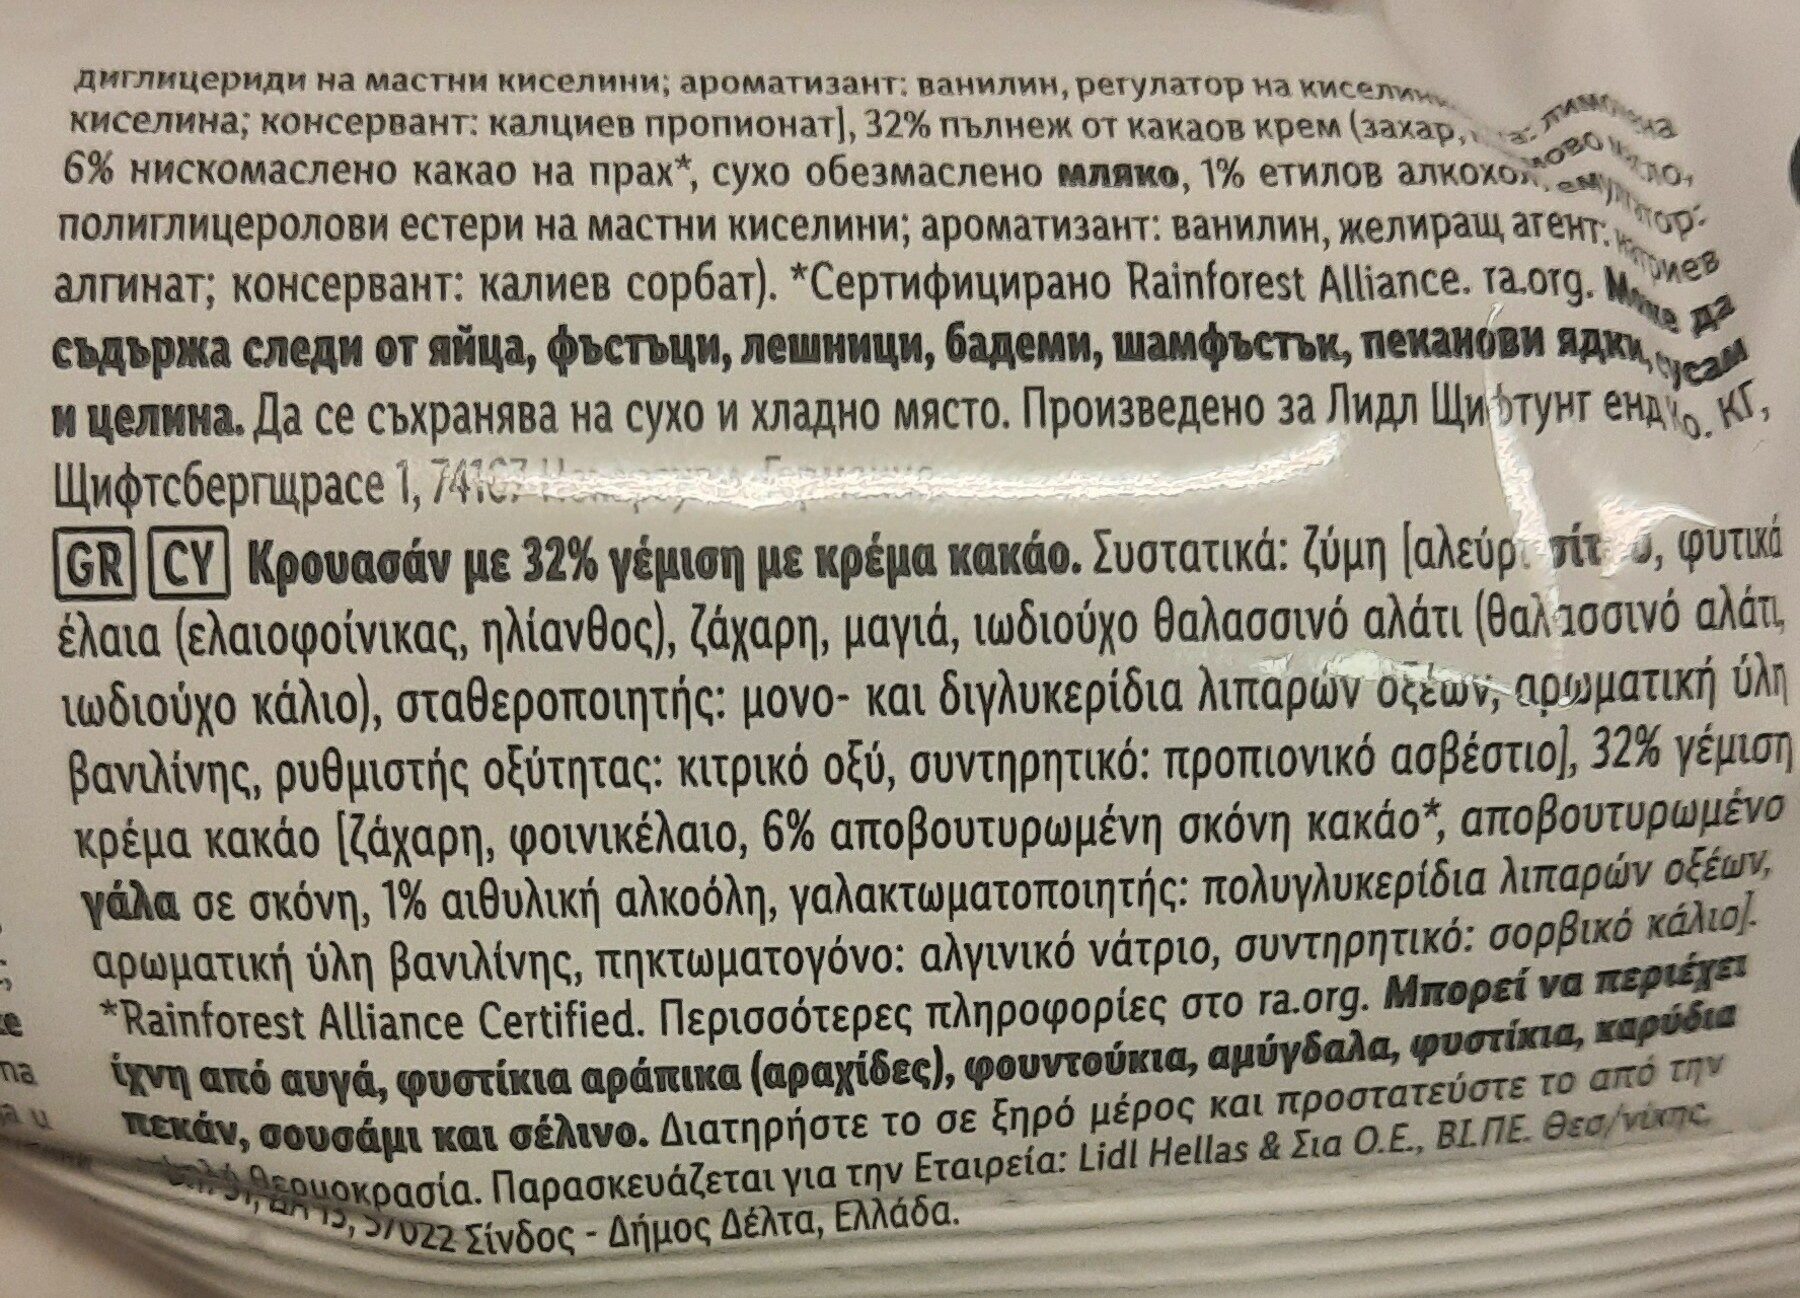 диглицериди на мастни киселини; ароматизант: ванилин, регулатор на
киселина; консервант: калциев пропионат], 32% пълнеж от какаов крем (захар,
6% нискомаслено какао на прах*, сухо обезмаслено мляко, 1% етилов алкохол,
полиглицеролови естери на мастни киселини; ароматизант: ванилин, желиращ агент: натриев
алгинат; консервант: калиев сорбат). *Сертифицирано Rainforest Alliance. ra.org. Може да
съдържа следи от яйца, фъстъци, лешници, бадеми, шамфъстък, пеканови ядки, сусам
и целина. Да се съхранява на сухо и хладно място. Произведено за Лидл Щифтунг енд Ко. КГ,
Щифтсбергщрасе 1, 74167
GR CY Κρουασάν με 32% γέμιση με κρέμα κακάο. Συστατικά: ζύμη [αλεύρι σίτου, φυτικά
έλαια (ελαιοφοίνικας, ηλίανθος), ζάχαρη, μαγιά, ιωδιούχο θαλασσινό αλάτι (θαλασσινό αλάτι,
ιωδιούχο κάλιο), σταθεροποιητής: μονο- και διγλυκερίδια λιπαρών οξέων, αρωματική ύλη
βανιλίνης, ρυθμιστής οξύτητας: κιτρικό οξύ, συντηρητικό: προπιονικό ασβέστιο], 32% γέμιση
κρέμα κακάο [ζάχαρη, φοινικέλαιο, 6% αποβουτυρωμένη σκόνη κακάο*, αποβουτυρωμένο
γάλα σε σκόνη, 1% αιθυλική αλκοόλη, γαλακτωματοποιητής: πολυγλυκερίδια λιπαρών οξέων,
αρωματική ύλη βανιλίνης, πηκτωματογόνο: αλγινικό νάτριο, συντηρητικό: σορβικό κάλιο].
*Rainforest Alliance Certified. Περισσότερες πληροφορίες στο ra.org. Μπορεί να περιέχει
ίχνη από αυγά, φυστίκια αράπικα (αραχίδες), φουντούκια, αμύγδαλα, φυστίκια, καρύδια
πεκάν, σουσάμι και σέλινο. Διατηρήστε το σε ξηρό μέρος και προστατεύστε το από την
θερμοκρασία. Παρασκευάζεται για την Εταιρεία: Lidl Hellas & Σια Ο.Ε., ΒΙ.ΠΕ. Θεσ/νίκης,
57022 Σίνδος - Δήμος Δέλτα, Ελλάδα.